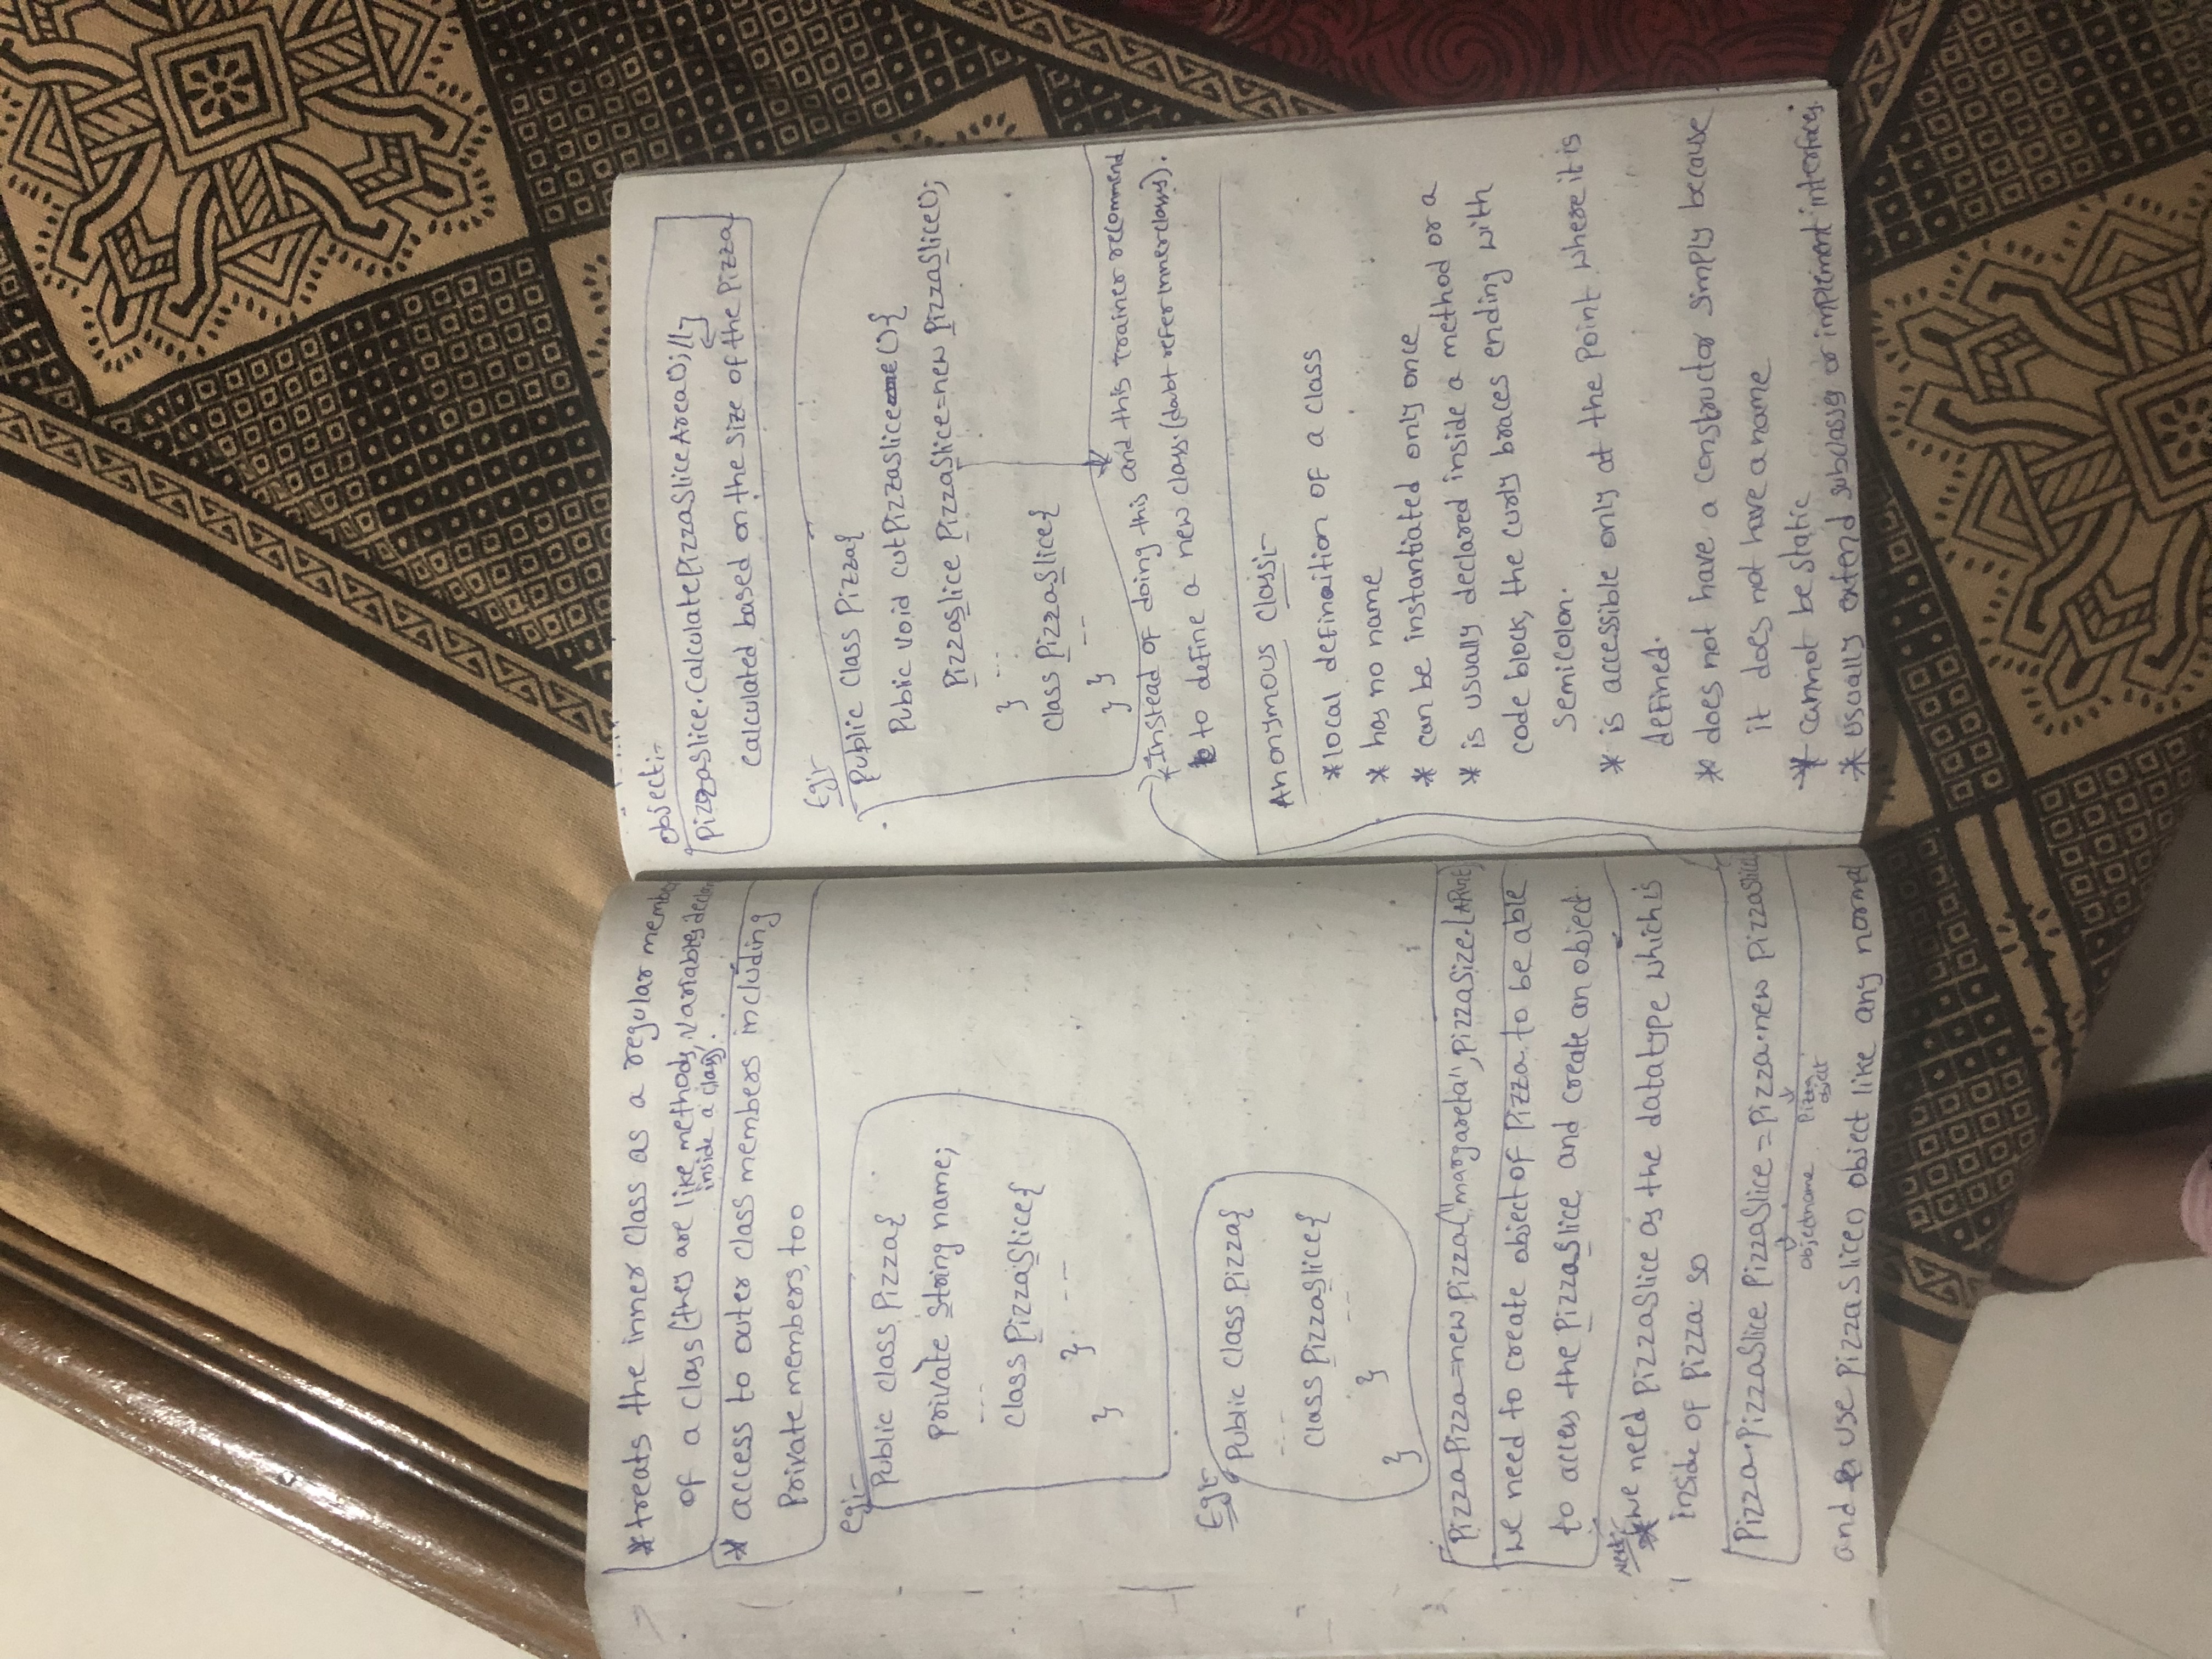 * treats the inner class as a regular membe
of a class (they are like methods, variables decla
inside a class).
* access to outer class members including
Private members, too
eg:-
Public class Pizza{
private String name;
---
class PizzaSlice{
} ---
}
Eg:-
Public class Pizza{
---
class PizzaSlice{
--
}
}
Pizza Pizza=new Pizza("margareta", PizzaSize.
we need to create object of Pizza to be able
to access the PizzaSlice and create an object.
Next:-
* we need PizzaSlice as the datatype which is
inside of Pizza. so
Pizza.PizzaSlice PizzaSlice = Pizza.new PizzaSlice
objectname Pizza
object
and use PizzaSlice() object like any normal
object:-
PizzaSlice.CalculatePizzaSliceArea();//
calculated based on the size of the Pizza
Eg:-
Public Class Pizza{
Public void cutPizzaSlice(){
PizzaSlice PizzaSlice=new PizzaSlice();
} ---
class PizzaSlice{
--
} }
* Instead of doing this and this trainer recommend
to define a new class. (doubt refer innerclasses).
Anonymous Class:-
* local definaition of a class
* has no name
* can be instantiated only once
* is usually declared inside a method or a
code block, the curly braces ending with
semicolon.
* is accessible only at the point where it is
defined.
* does not have a constructor simply because
it does not have a name
* cannot be static
* usually extend subclasses or implement interfaces.